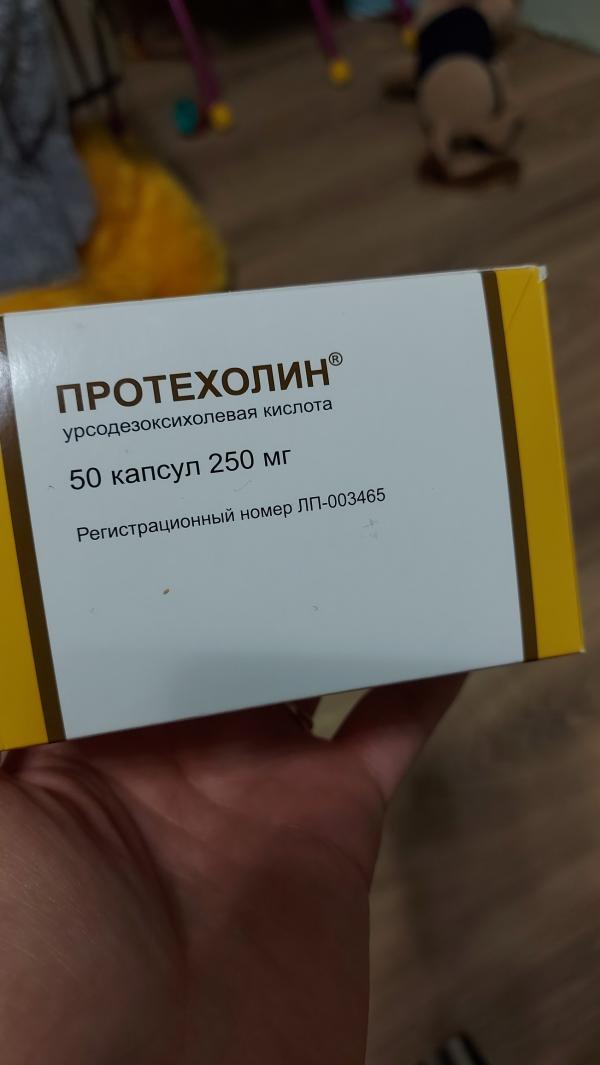 ПРОТЕХОЛИН®
урсодезоксихолевая кислота
50 капсул 250 мг
Регистрационный номер ЛП-003465